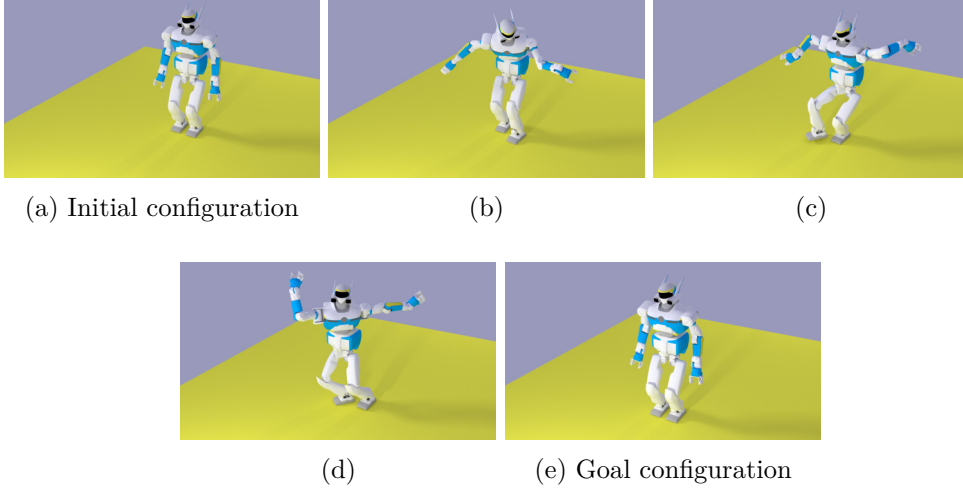 (a) Initial configuration
(b)
(c)
(d)
(e) Goal configuration